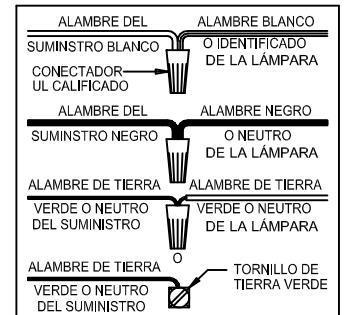 ALAMBRE DEL
SUMINSTRO BLANCO
ALAMBRE BLANCO
O IDENTIFICADO
DE LA LÁMPARA
CONECTADOR
UL CALIFICADO
ALAMBRE DEL
SUMINSTRO NEGRO
ALAMBRE NEGRO
O NEUTRO
DE LA LÁMPARA
ALAMBRE DE TIERRA
VERDE O NEUTRO
DEL SUMINISTRO
ALAMBRE DE TIERRA
VERDE O NEUTRO
DE LA LÁMPARA
O
ALAMBRE DE TIERRA
VERDE O NEUTRO
DEL SUMINISTRO
TORNILLO DE
TIERRA VERDE